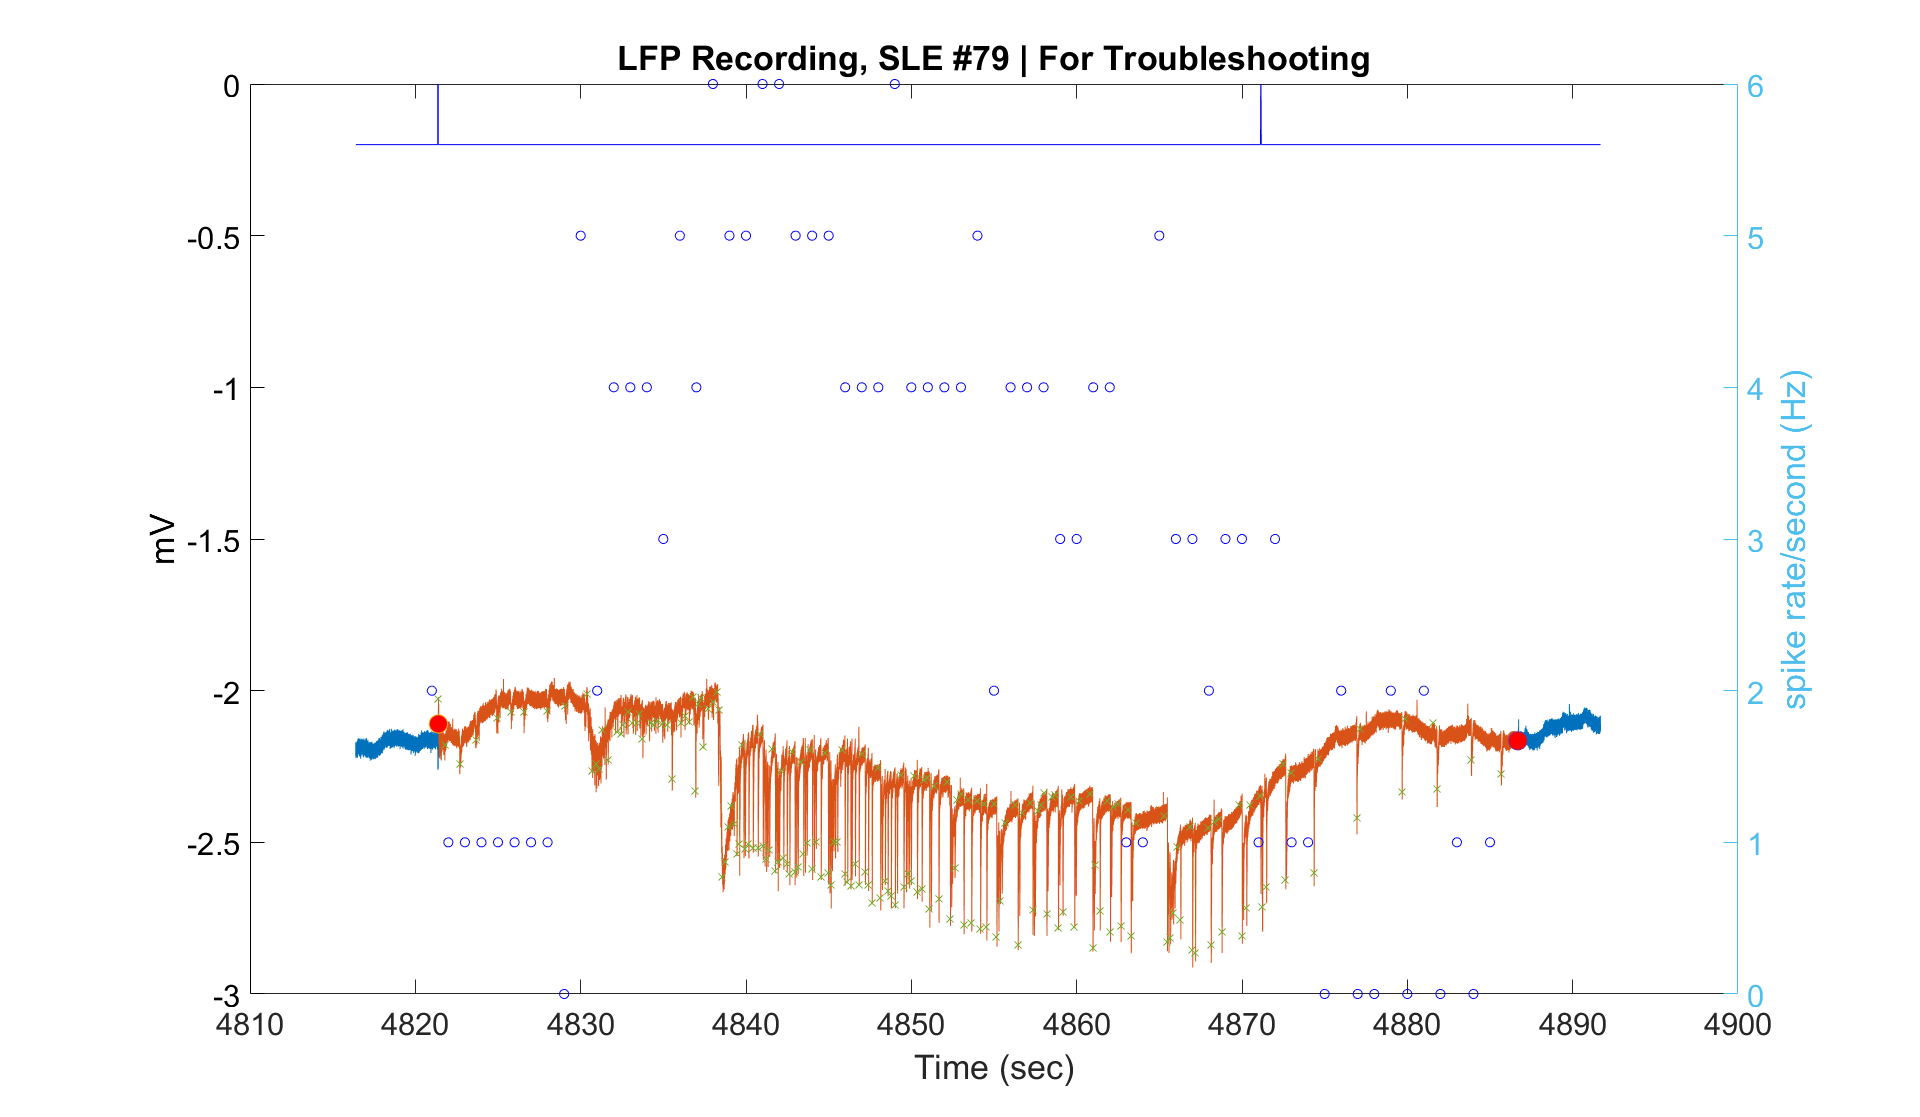 LFP Recording, SLE #79 | For Troubleshooting
0
-0.5
-1
-1.5
-2
-2.5
-3
mV
6
5
4
3
2
1
0
spike rate/second (Hz)
4810 4820 4830 4840 4850 4860 4870 4880 4890 4900
Time (sec)